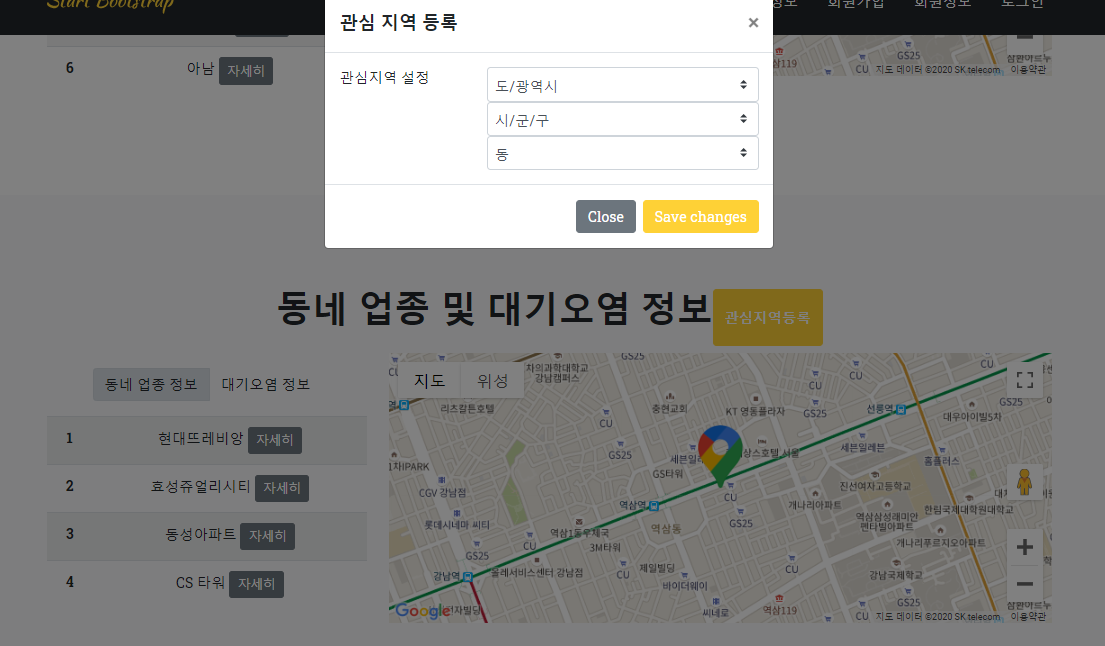 Start Bootstrap
회원가입
회원정보
로그인
관심 지역 등록
×
6
아남 자세히
관심지역 설정
도/광역시
시/군/구
동
삼119
CU
GS25
지도 데이터 ©2020 SK telecom
이용약관
Close
Save changes
동네 업종 및 대기오염 정보
관심지역등록
동네 업종 정보
대기오염 정보
1
현대뜨레비앙 자세히
2
효성쥬얼리시티 자세히
3
동성아파트 자세히
4
CS 타워 자세히
지도
위성
GS25
차의과학대학교
강남캠퍼스
리즈칼튼호텔
충현교회
CU
KT 영동플라자
CU
GS25
CU
선릉역
CU
GS25
대우아이빌5차
1차PARK
GS25
세븐일레
GS타워
상스호텔 서울
세븐일레븐
홈플러스
CGV 강남점
진선여자고등학교
롯데시네마 씨티
역삼역
CU
GS25
개나리아파트
역삼동
역삼삼성래미안
펜타빌아파트
한림국제대학원대학교
역삼1동우체국
3M타워
CU
GS25
개나리푸르지오아파트
강남역
올레서비스센터 강남점
CU
제일빌딩
바이더웨이
CU
강남국제학교
GS25
씨네로
역삼119
CU
Google
지도 데이터 ©2020 SK telecom
이용약관